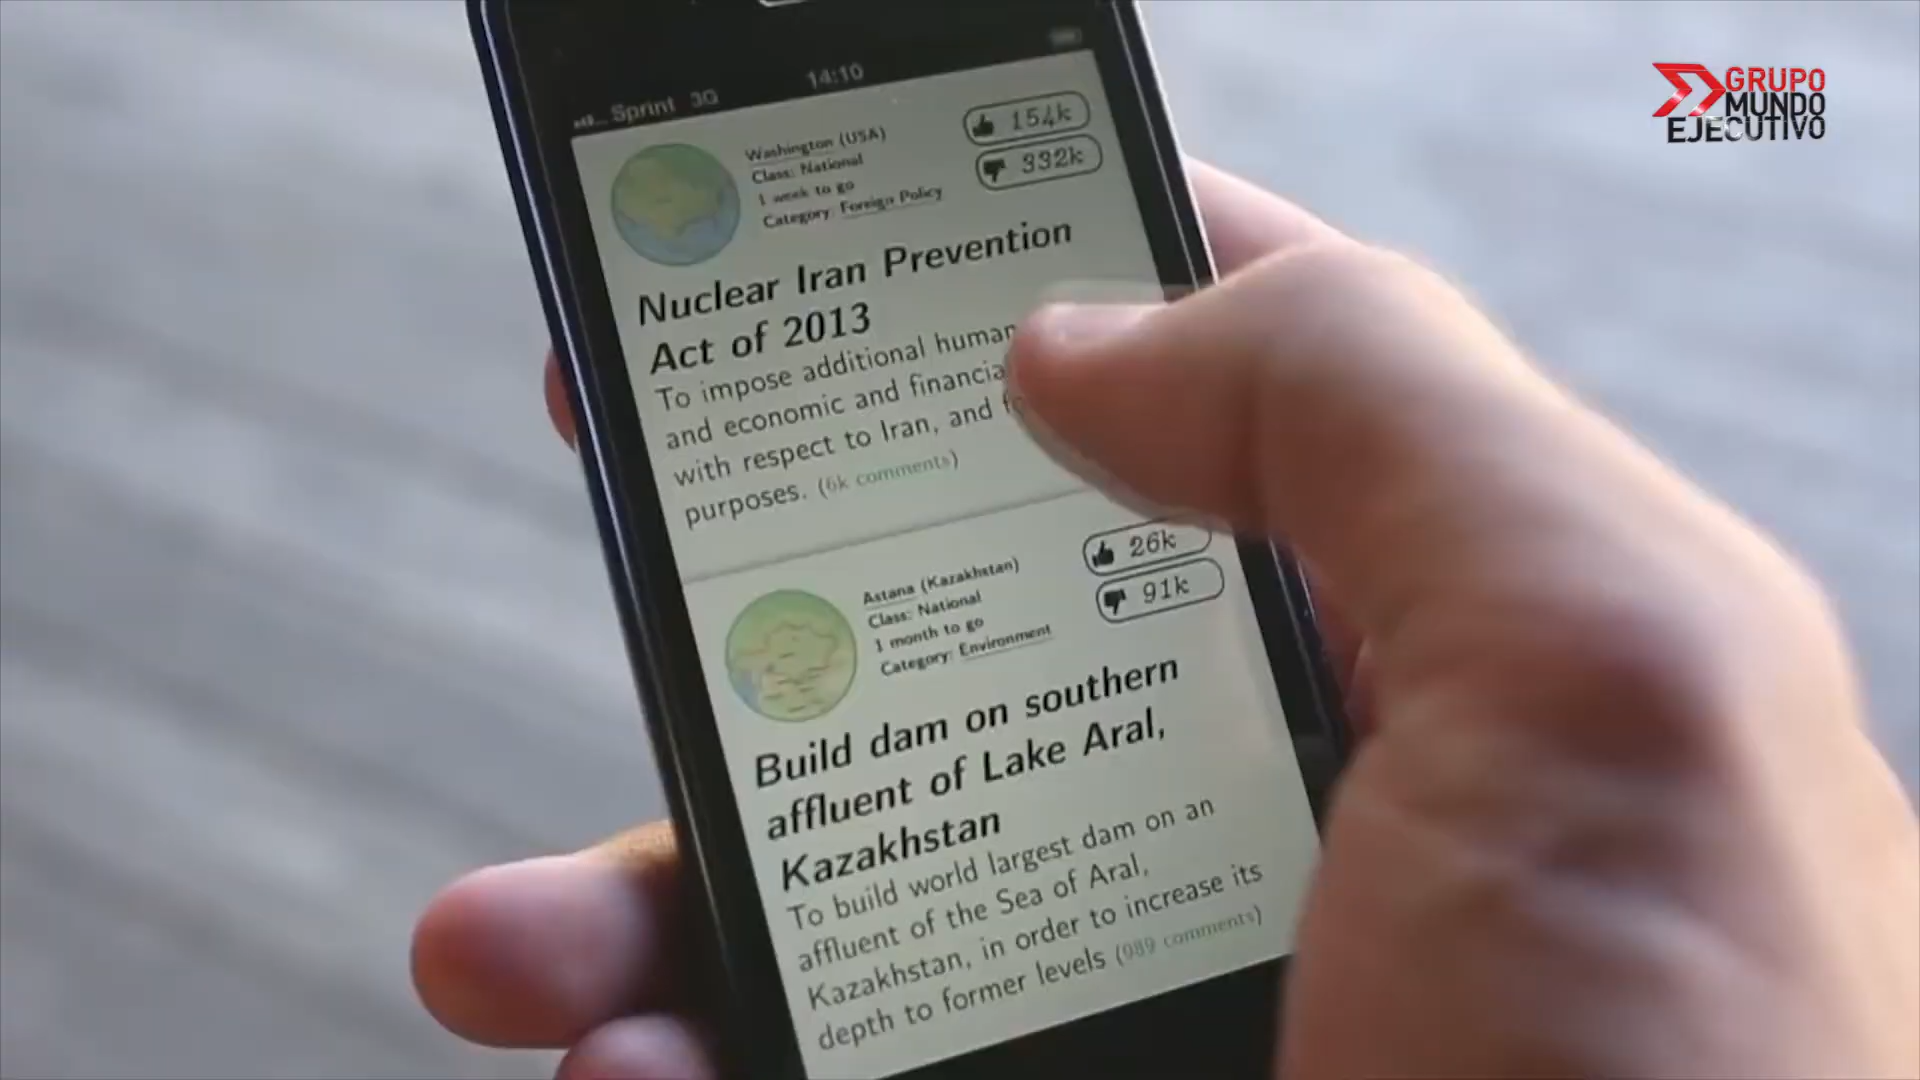 GRUPO
MUNDO
EJECUTIVO
Sprint 3G
14:10
Washington (USA)
Class: National
1 week to go
Category: Foreign Policy
154k
332k
Nuclear Iran Prevention
Act of 2013
To impose additional human
and economic and financia
with respect to Iran, and fo
purposes. (6k comments)
Astana (Kazakhstan)
Class: National
1 month to go
Category: Environment
26k
91k
Build dam on southern
affluent of Lake Aral,
Kazakhstan
To build world largest dam on an
affluent of the Sea of Aral,
Kazakhstan, in order to increase its
depth to former levels (989 comments)